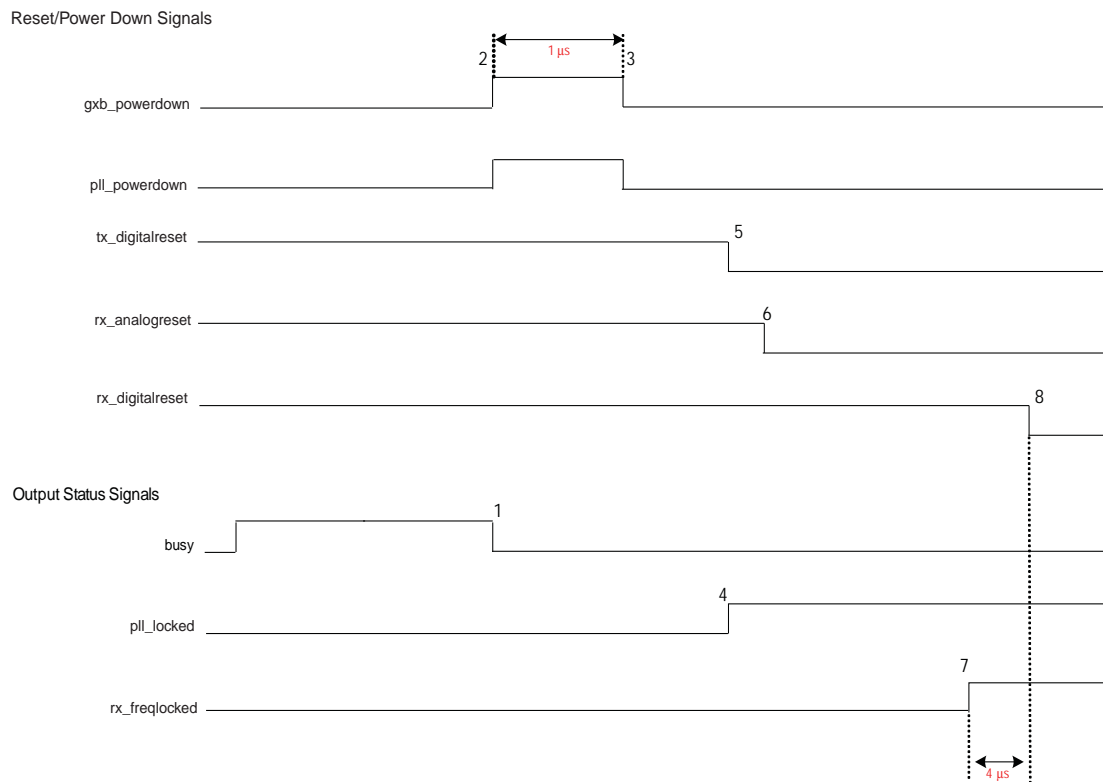 Reset/Power Down Signals
1 μs
2
3
gxb_powerdown
pll_powerdown
tx_digitalreset
5
rx_analogreset
6
rx_digitalreset
8
Output Status Signals
busy
1
pll_locked
4
rx_freqlocked
7
4 μs